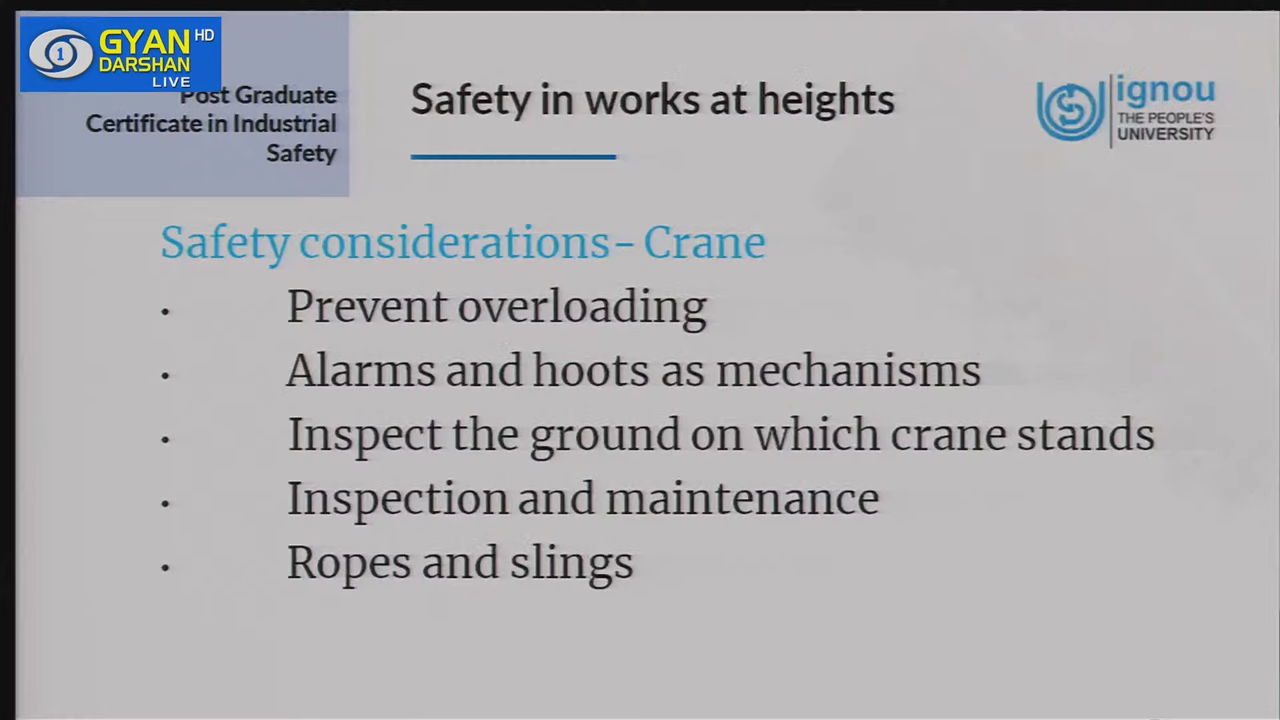 GYAN HD
DARSHAN
1
LIVE
Post Graduate
Certificate in Industrial
Safety
Safety in works at heights
ignou
THE PEOPLE'S
UNIVERSITY
Safety considerations- Crane
• Prevent overloading
• Alarms and hoots as mechanisms
• Inspect the ground on which crane stands
• Inspection and maintenance
• Ropes and slings